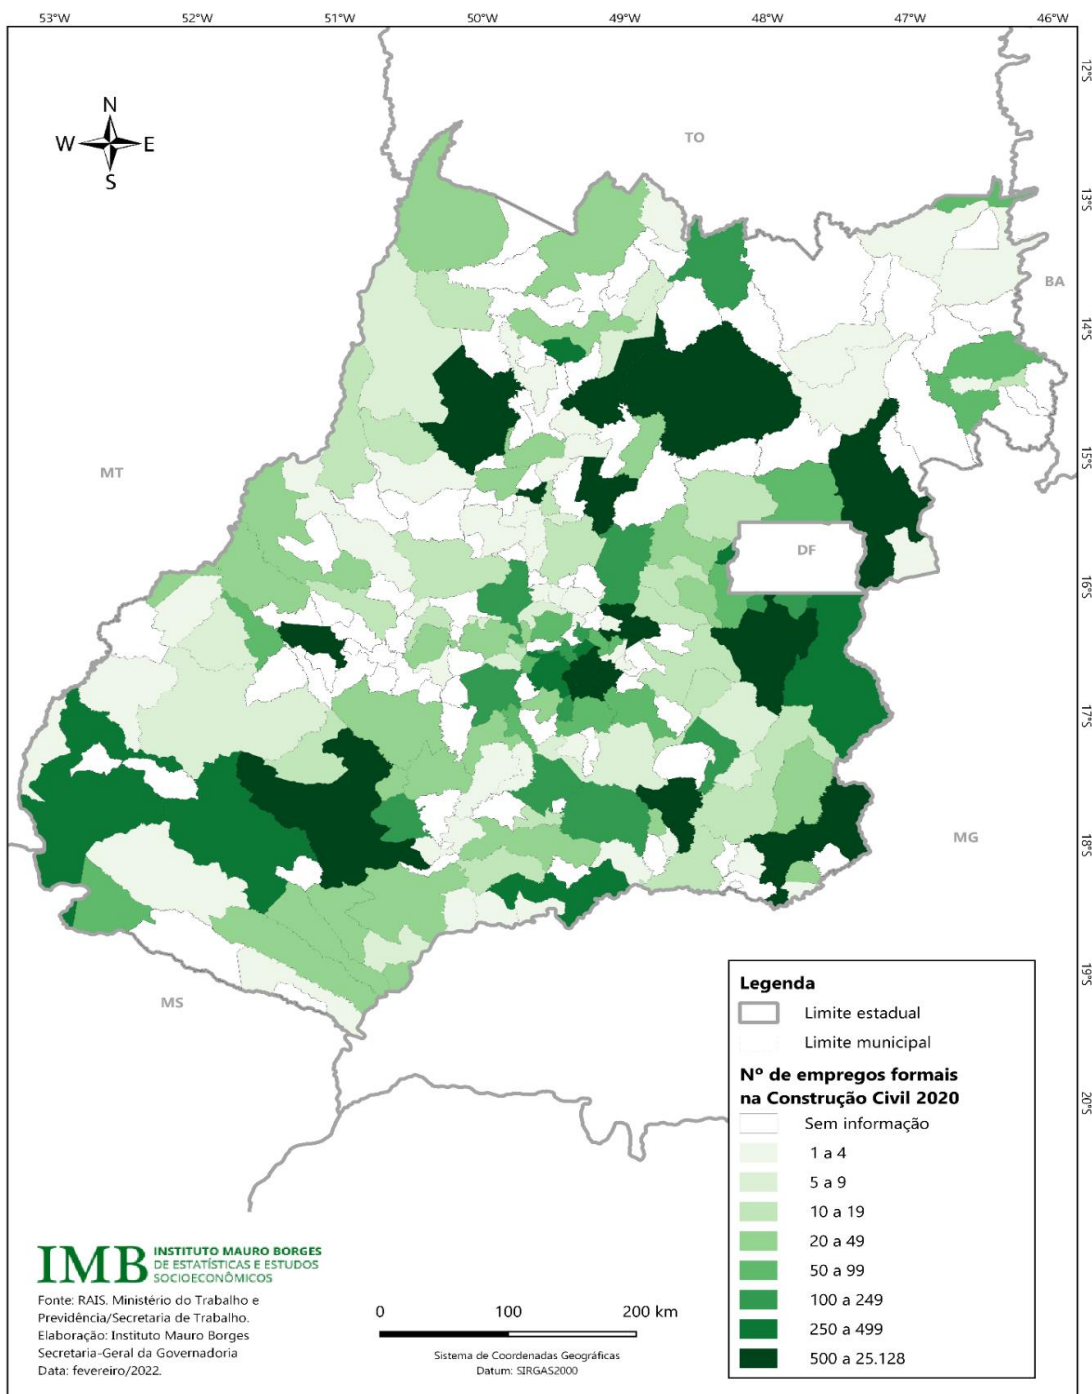 53°W 52°W 51°W 50°W 49°W 48°W 47°W 46°W
12°S
13°S
14°S
15°S
16°S
17°S
18°S
19°S
20°S
N
W E
S
TO
BA
MT
DF
MG
MS
Legenda
Limite estadual
Limite municipal
Nº de empregos formais
na Construção Civil 2020
Sem informação
1 a 4
5 a 9
10 a 19
20 a 49
50 a 99
100 a 249
250 a 499
500 a 25.128
IMB
INSTITUTO MAURO BORGES
DE ESTATÍSTICAS E ESTUDOS
SOCIOECONÔMICOS
Fonte: RAIS. Ministério do Trabalho e
Previdência/Secretaria de Trabalho.
Elaboração: Instituto Mauro Borges
Secretaria-Geral da Governadoria
Data: fevereiro/2022.
0 100 200 km
Sistema de Coordenadas Geográficas
Datum: SIRGAS2000